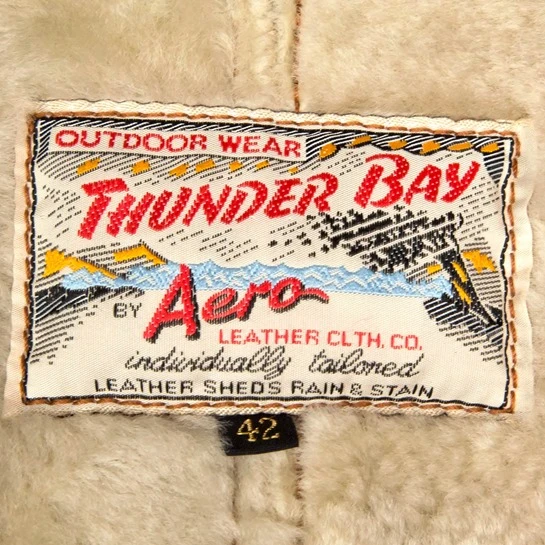 OUTDOOR WEAR
THUNDER BAY
BY Aero
LEATHER CLTH. CO.
individually tailored
LEATHER SHEDS RAIN & STAIN
42